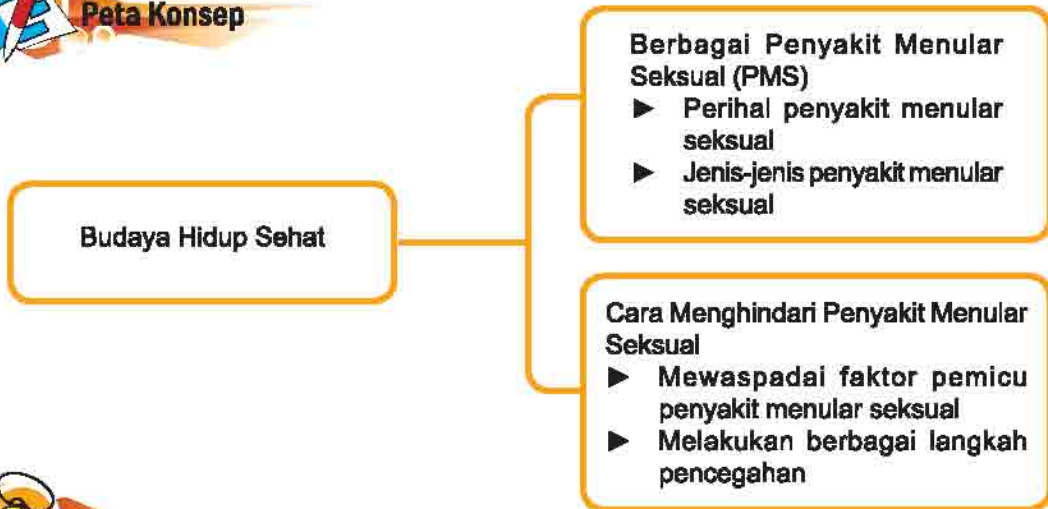 Peta Konsep
Budaya Hidup Sehat
Berbagai Penyakit Menular
Seksual (PMS)
► Perihal penyakit menular
seksual
► Jenis-jenis penyakit menular
seksual
Cara Menghindari Penyakit Menular
Seksual
► Mewaspadai faktor pemicu
penyakit menular seksual
► Melakukan berbagai langkah
pencegahan